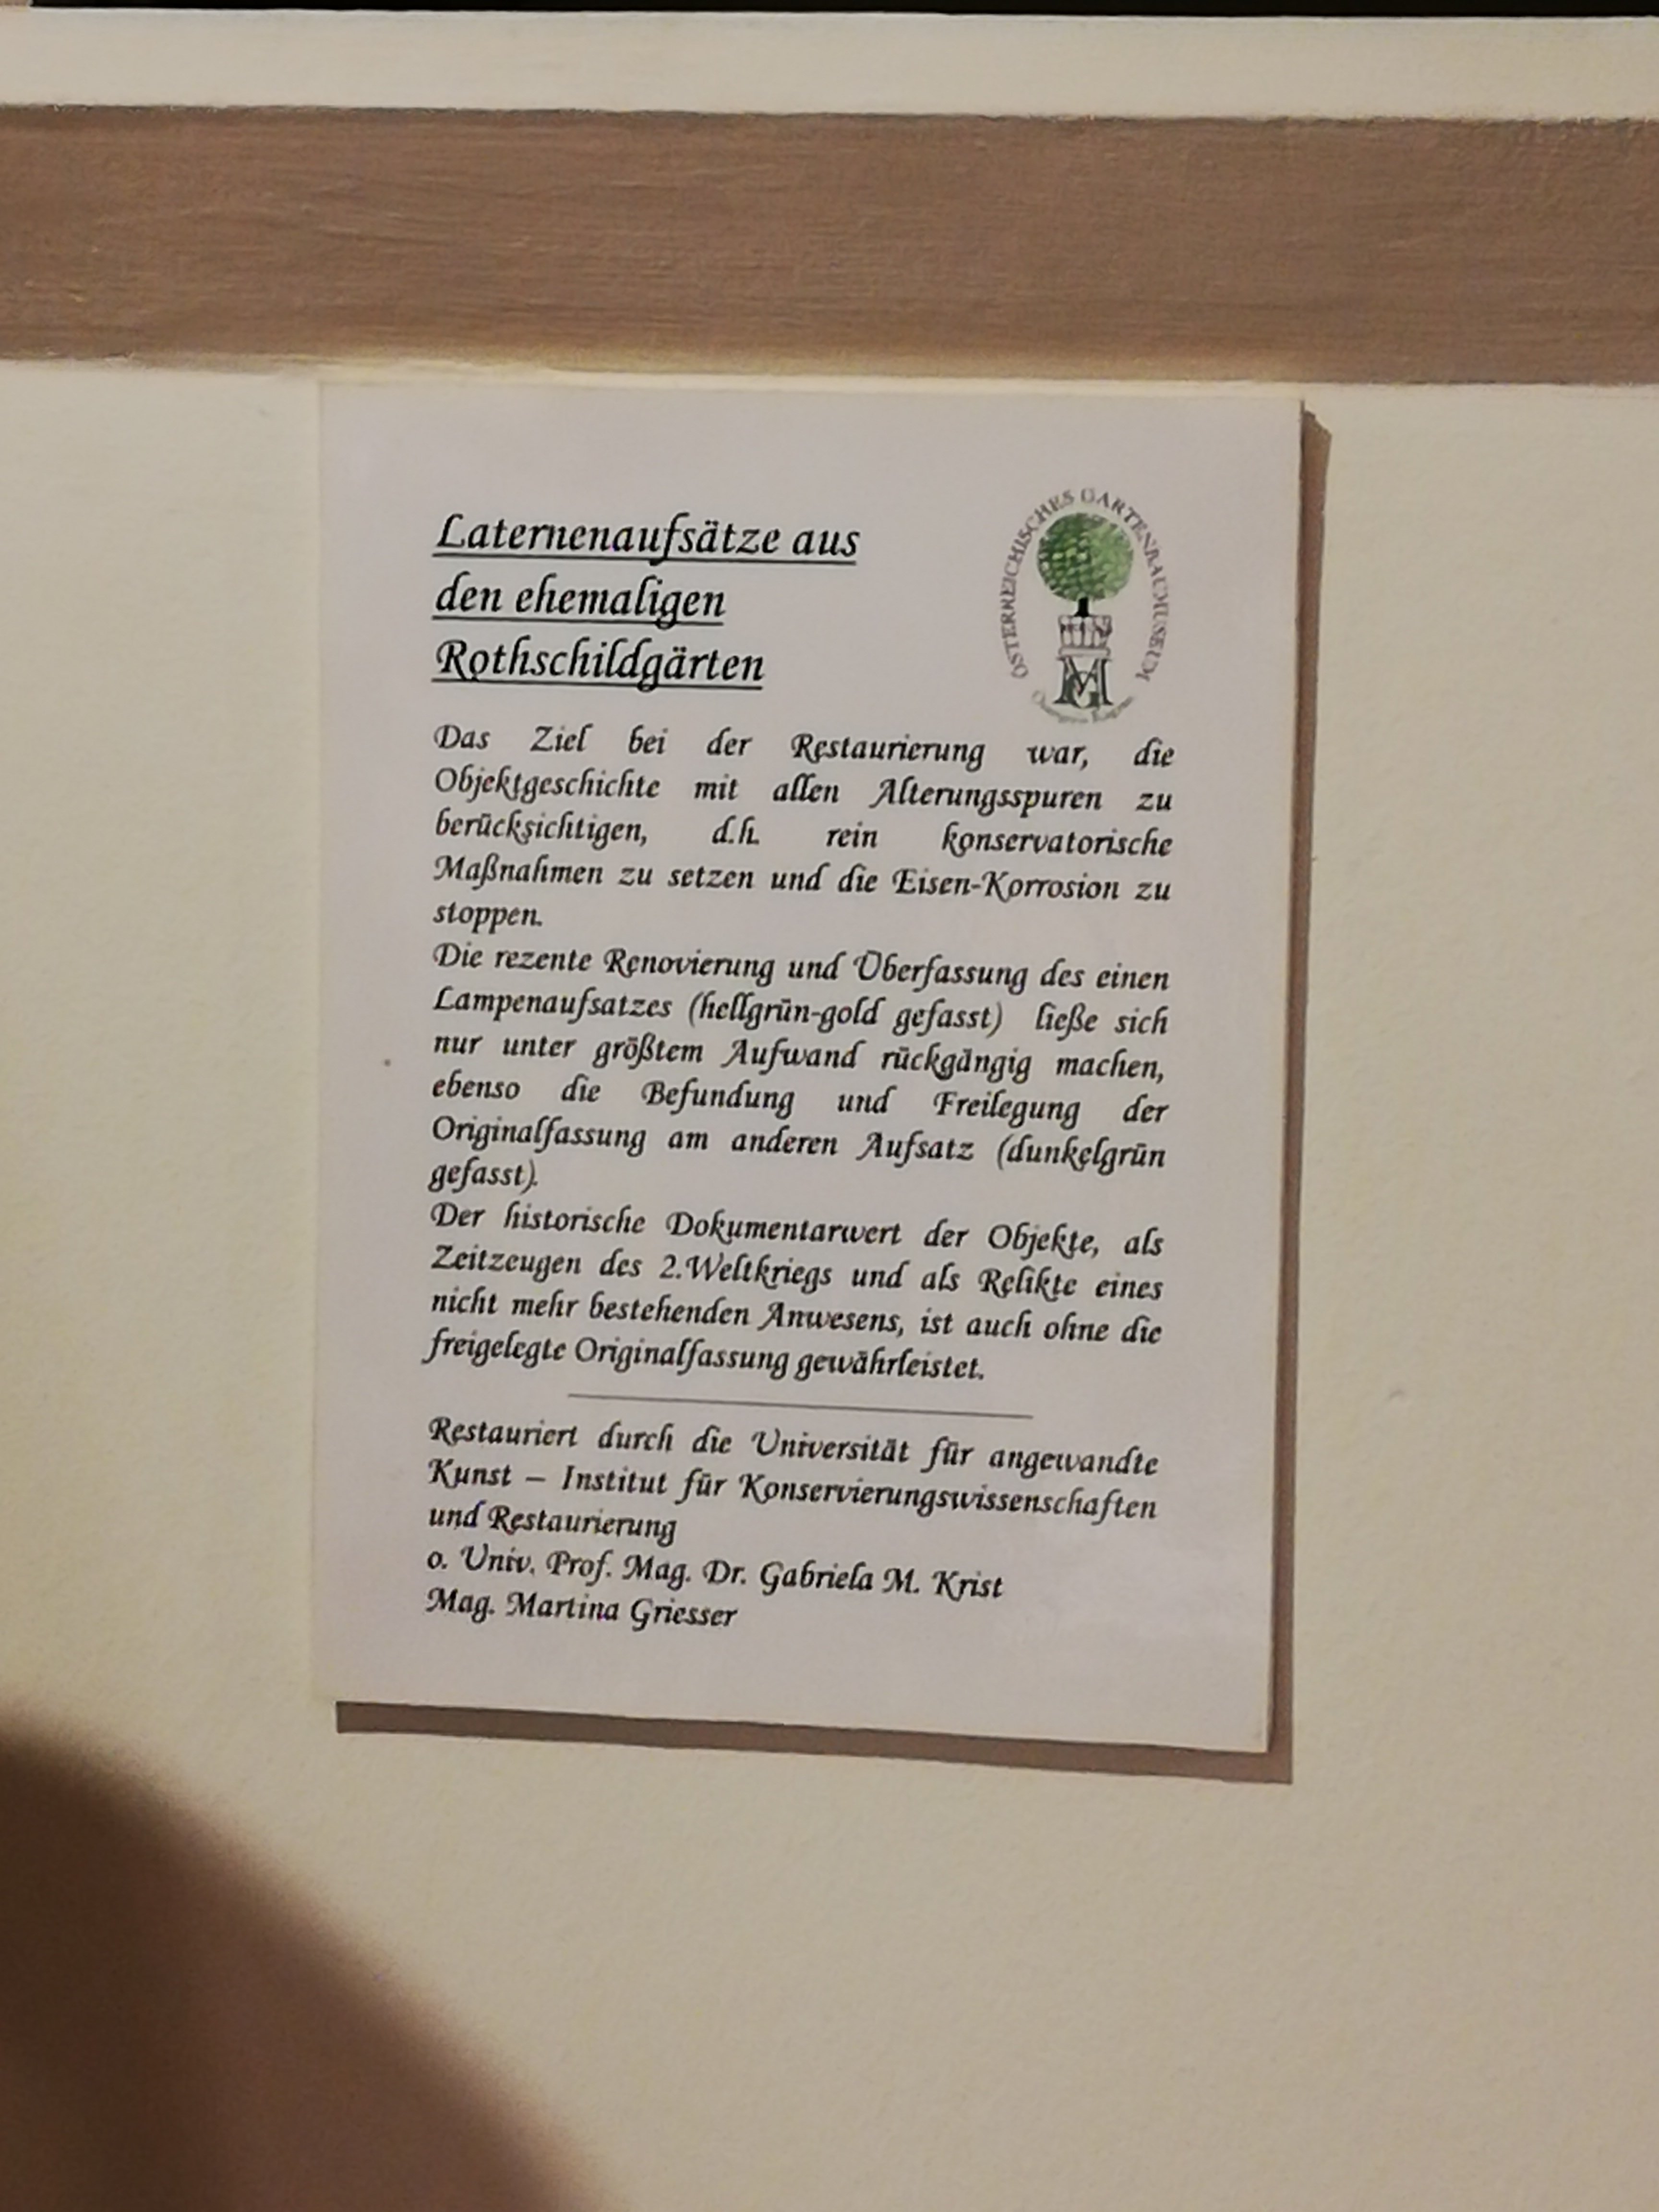 Laternenaufsätze aus
den ehemaligen
Rothschildgärten
ÖSTERREICHISCHES GARTENBAUMUSEUM
Das Ziel bei der Restaurierung war, die
Objektgeschichte mit allen Alterungsspuren zu
berücksichtigen, d.h. rein konservatorische
Maßnahmen zu setzen und die Eisen-Korrosion zu
stoppen.
Die rezente Renovierung und Überfassung des einen
Lampenaufsatzes (hellgrün-gold gefasst) ließe sich
nur unter größtem Aufwand rückgängig machen,
ebenso die Befundung und Freilegung der
Originalfassung am anderen Aufsatz (dunkelgrün
gefasst).
Der historische Dokumentarwert der Objekte, als
Zeitzeugen des 2.Weltkriegs und als Relikte eines
nicht mehr bestehenden Anwesens, ist auch ohne die
freigelegte Originalfassung gewährleistet.
Restauriert durch die Universität für angewandte
Kunst – Institut für Konservierungswissenschaften
und Restaurierung
o. Univ. Prof. Mag. Dr. Gabriela M. Krist
Mag. Martina Griesser